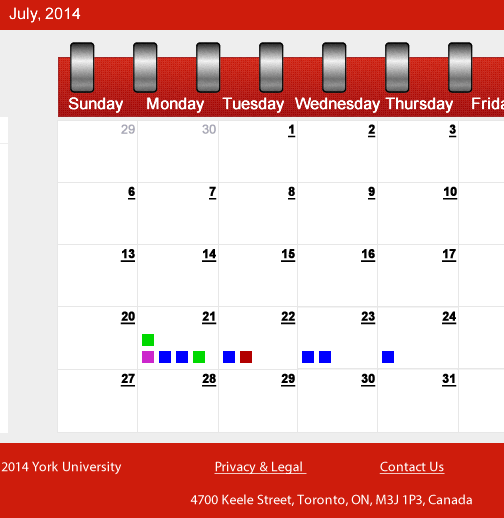 July, 2014
Sunday Monday Tuesday Wednesday Thursday Frida
29 30 1 2 3
6 7 8 9 10
13 14 15 16 17
20 21 22 23 24
27 28 29 30 31
2014 York University Privacy & Legal Contact Us
4700 Keele Street, Toronto, ON, M3J 1P3, Canada